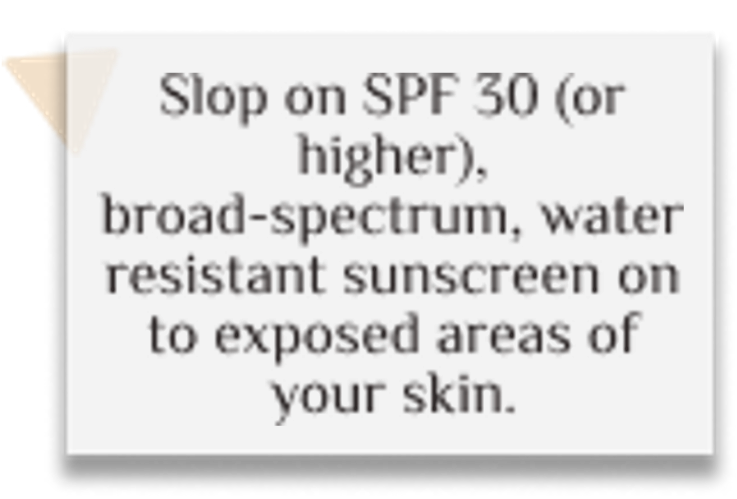 Slop on SPF 30 (or
higher),
broad-spectrum, water
resistant sunscreen on
to exposed areas of
your skin.